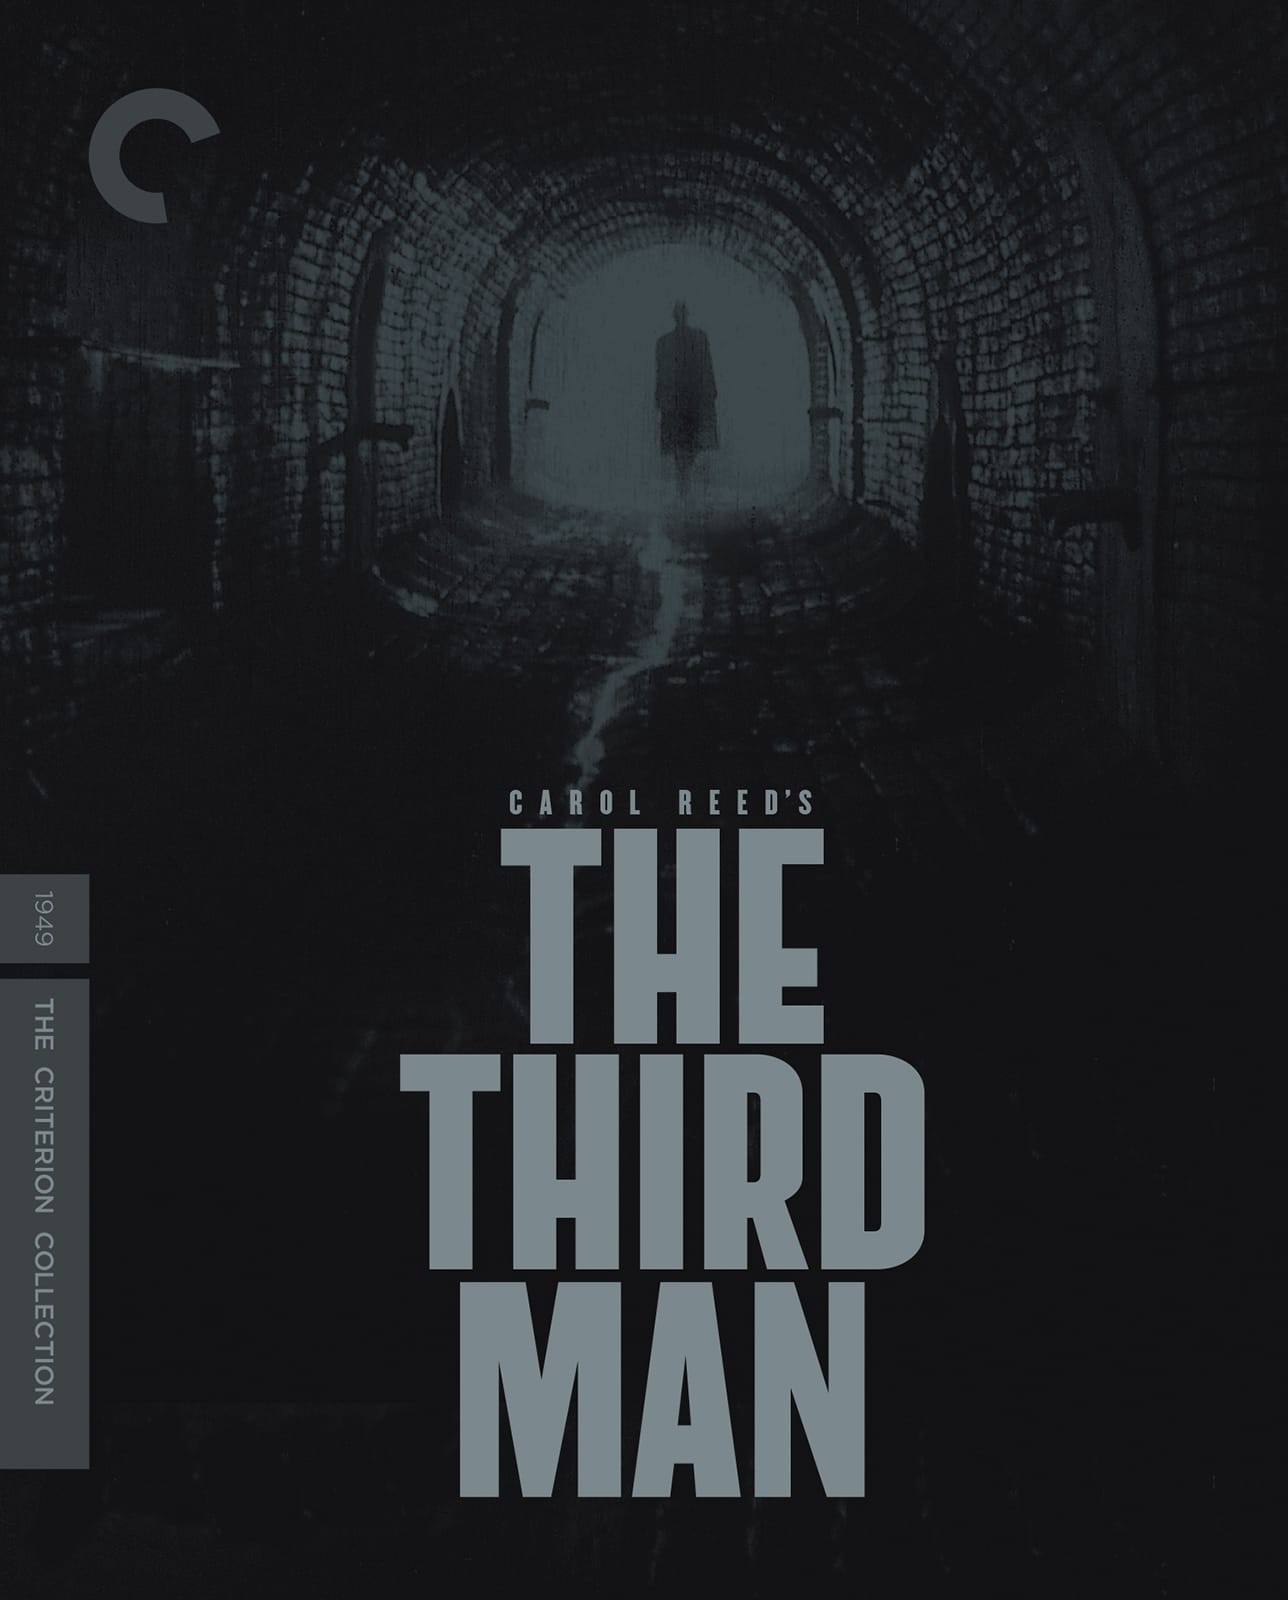 CAROL REED'S
THE
THIRD
MAN
1949
THE CRITERION COLLECTION